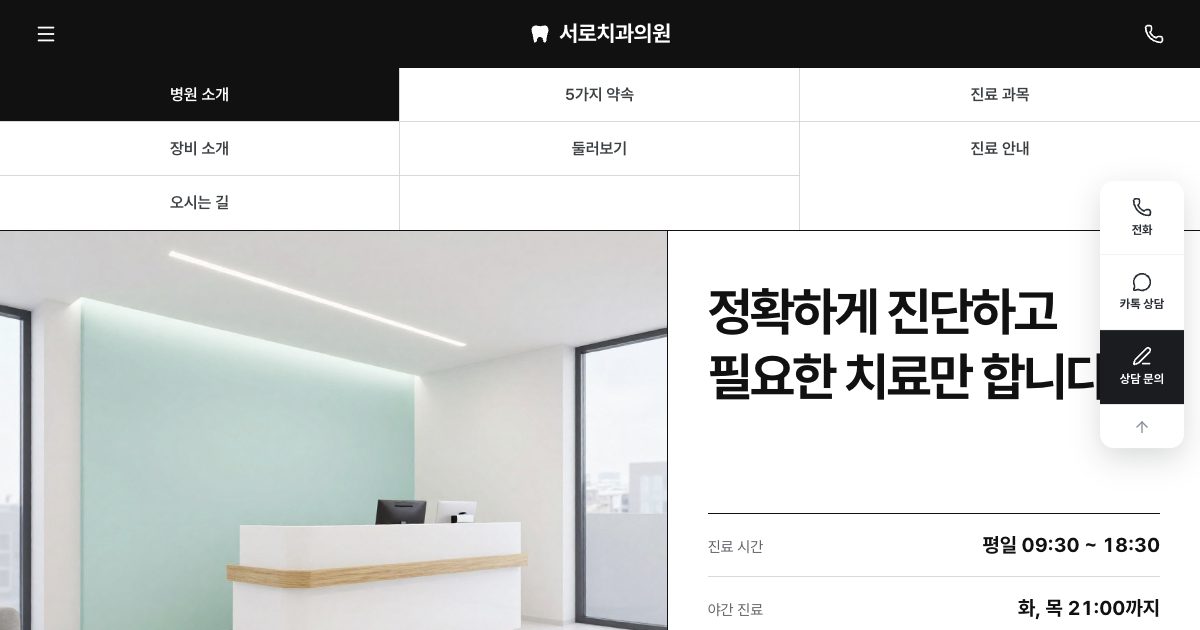 서로치과의원
병원 소개
5가지 약속
진료 과목
장비 소개
둘러보기
진료 안내
오시는 길
정확하게 진단하고
필요한 치료만 합니다
전화
카톡 상담
상담 문의
진료 시간
평일 09:30 ~ 18:30
야간 진료
화, 목 21:00까지